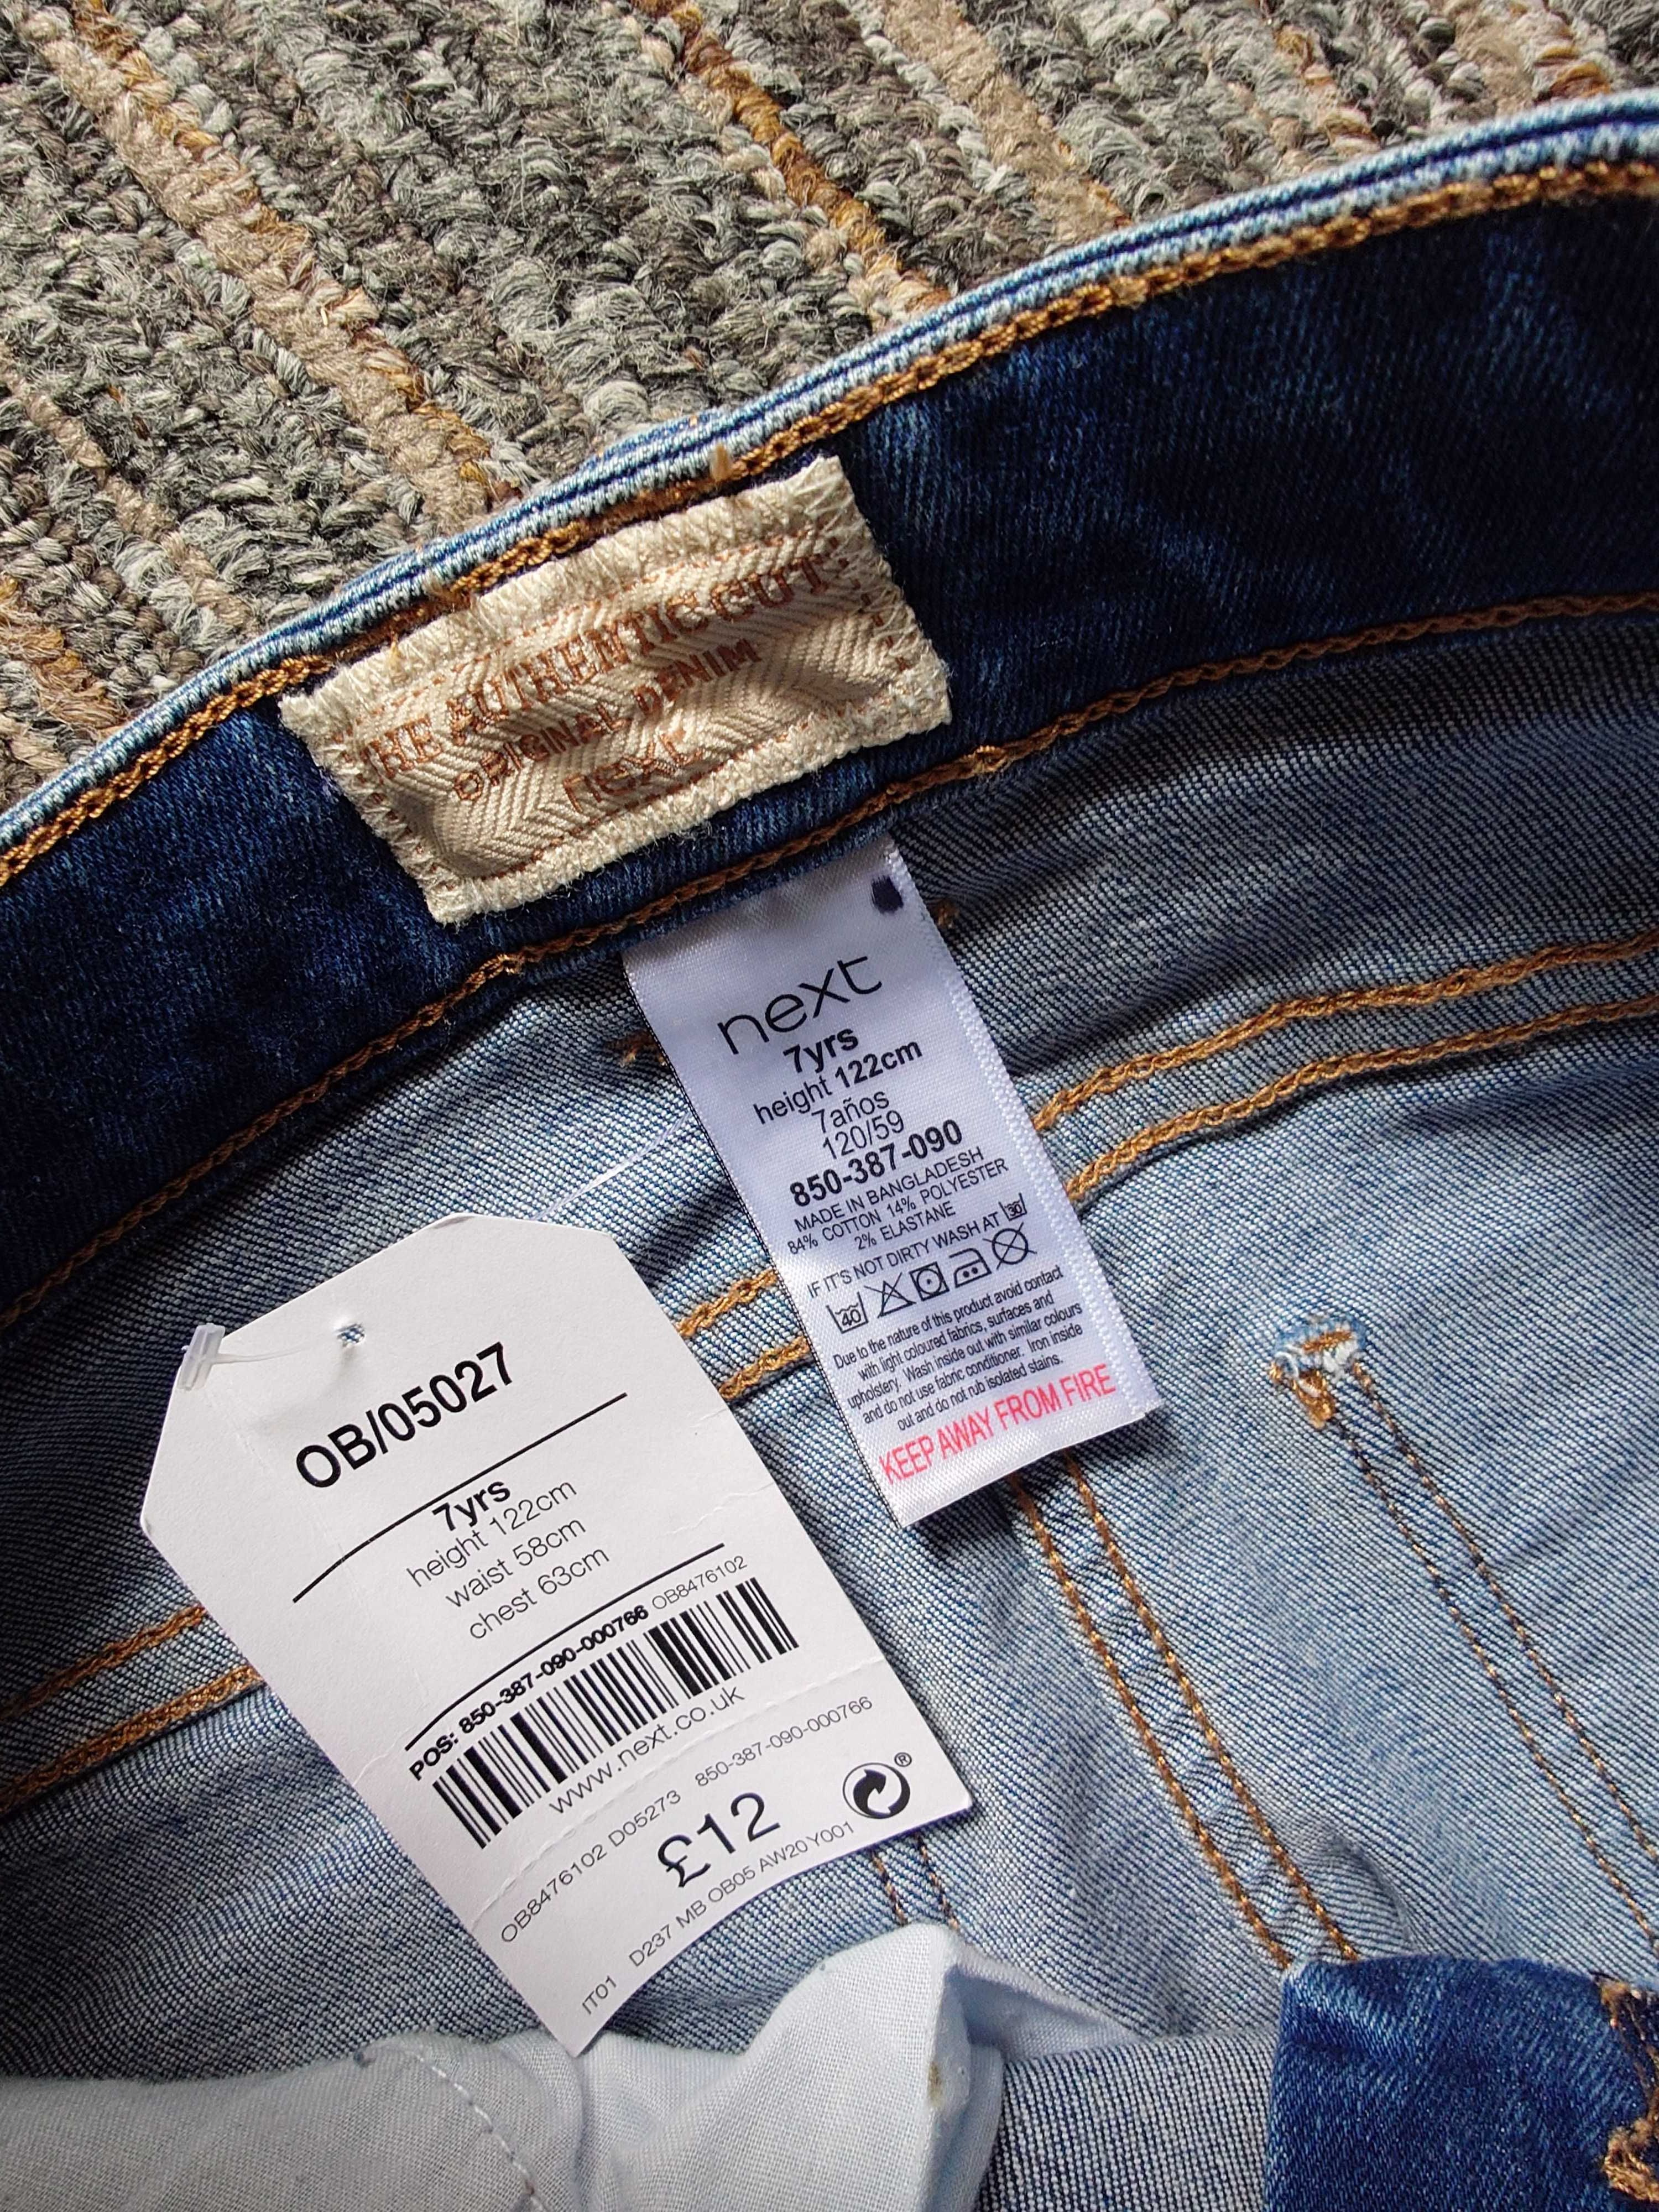 THE AUTHENTIC CUT
ORIGINAL DENIM
next
next
7yrs
height 122cm
7años
120/59
850-387-090
MADE IN BANGLADESH
84% COTTON 14% POLYESTER
2% ELASTANE
IF IT'S NOT DIRTY WASH AT 30
40
Due to the nature of this product avoid contact
with light coloured fabrics, surfaces and
upholstery. Wash inside out with similar colours
and do not use fabric conditioner. Iron inside
out and do not rub isolated stains.
KEEP AWAY FROM FIRE
OB/05027
7yrs
height 122cm
waist 58cm
chest 63cm
POS: 850-387-090-000766 OB8476102
www.next.co.uk
OB8476102 D05273 850-387-090-000766
£12
®
IT01 D237 MB OB05 AW20 Y001